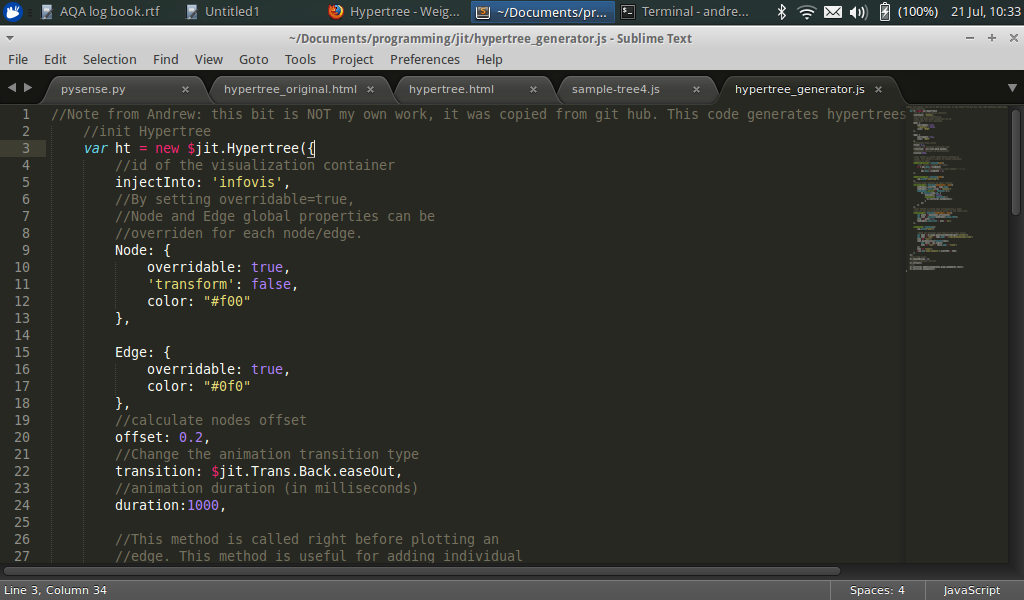 AQA log book.rtf
Untitled1
Hypertree - Weig...
~/Documents/pr...
Terminal - andre...
(100%)
21 Jul, 10:33
~/Documents/programming/jit/hypertree_generator.js - Sublime Text
File Edit Selection Find View Goto Tools Project Preferences Help
pysense.py
hypertree_original.html
hypertree.html
sample-tree4.js
hypertree_generator.js
1 //Note from Andrew: this bit is NOT my own work, it was copied from git hub. This code generates hypertrees
2 //init Hypertree
3 var ht = new $jit.Hypertree({
4 //id of the visualization container
5 injectInto: 'infovis',
6 //By setting overridable=true,
7 //Node and Edge global properties can be
8 //overriden for each node/edge.
9 Node: {
10 overridable: true,
11 'transform': false,
12 color: "#f00"
13 },
14
15 Edge: {
16 overridable: true,
17 color: "#0f0"
18 },
19 //calculate nodes offset
20 offset: 0.2,
21 //Change the animation transition type
22 transition: $jit.Trans.Back.easeOut,
23 //animation duration (in milliseconds)
24 duration:1000,
25
26 //This method is called right before plotting an
27 //edge. This method is useful for adding individual
Line 3, Column 34
Spaces: 4
JavaScript